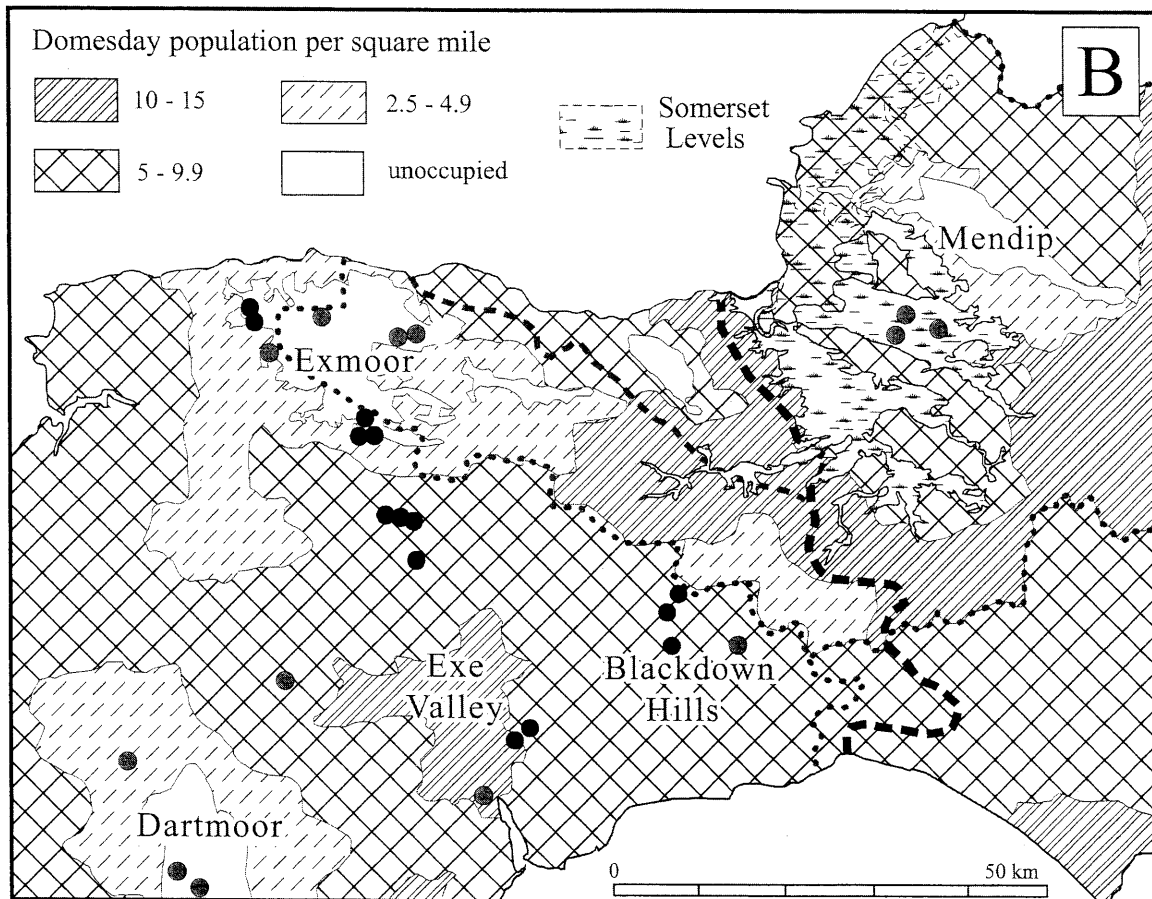 Domesday population per square mile
10 - 15
2.5 - 4.9
5 - 9.9
unoccupied
Somerset
Levels
B
Mendip
Exmoor
Exe
Valley
Blackdown
Hills
Dartmoor
0
50 km